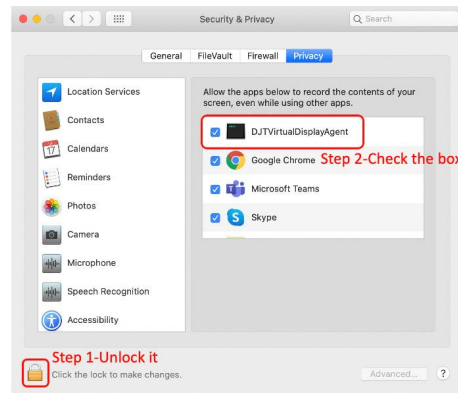 Security & Privacy
Search
General FileVault Firewall Privacy
Location Services
Contacts
17
Calendars
Reminders
Photos
Camera
Microphone
Speech Recognition
Accessibility
Allow the apps below to record the contents of your
screen, even while using other apps.
DJTVirtualDisplayAgent
Google Chrome
Step 2-Check the box
Microsoft Teams
Skype
Step 1-Unlock it
Click the lock to make changes.
Advanced...
?